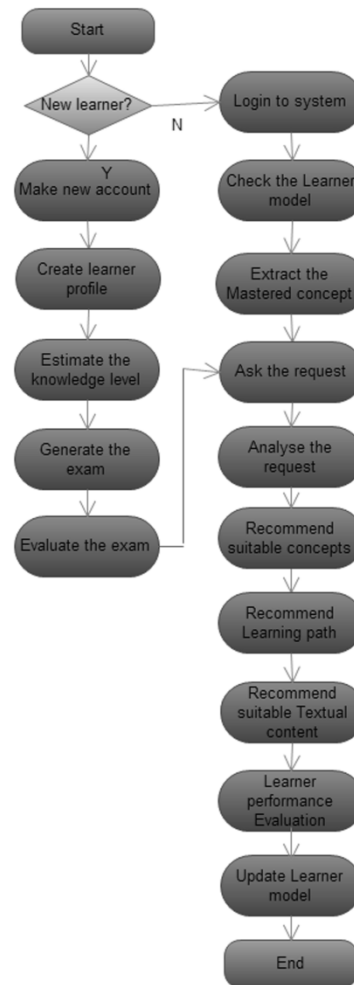 Start
New learner?
N
Y
Make new account
Create learner
profile
Estimate the
knowledge level
Generate the
exam
Evaluate the exam
Login to system
Check the Learner
model
Extract the
Mastered concept
Ask the request
Analyse the
request
Recommend
suitable concepts
Recommend
Learning path
Recommend
suitable Textual
content
Learner
performance
Evaluation
Update Learner
model
End